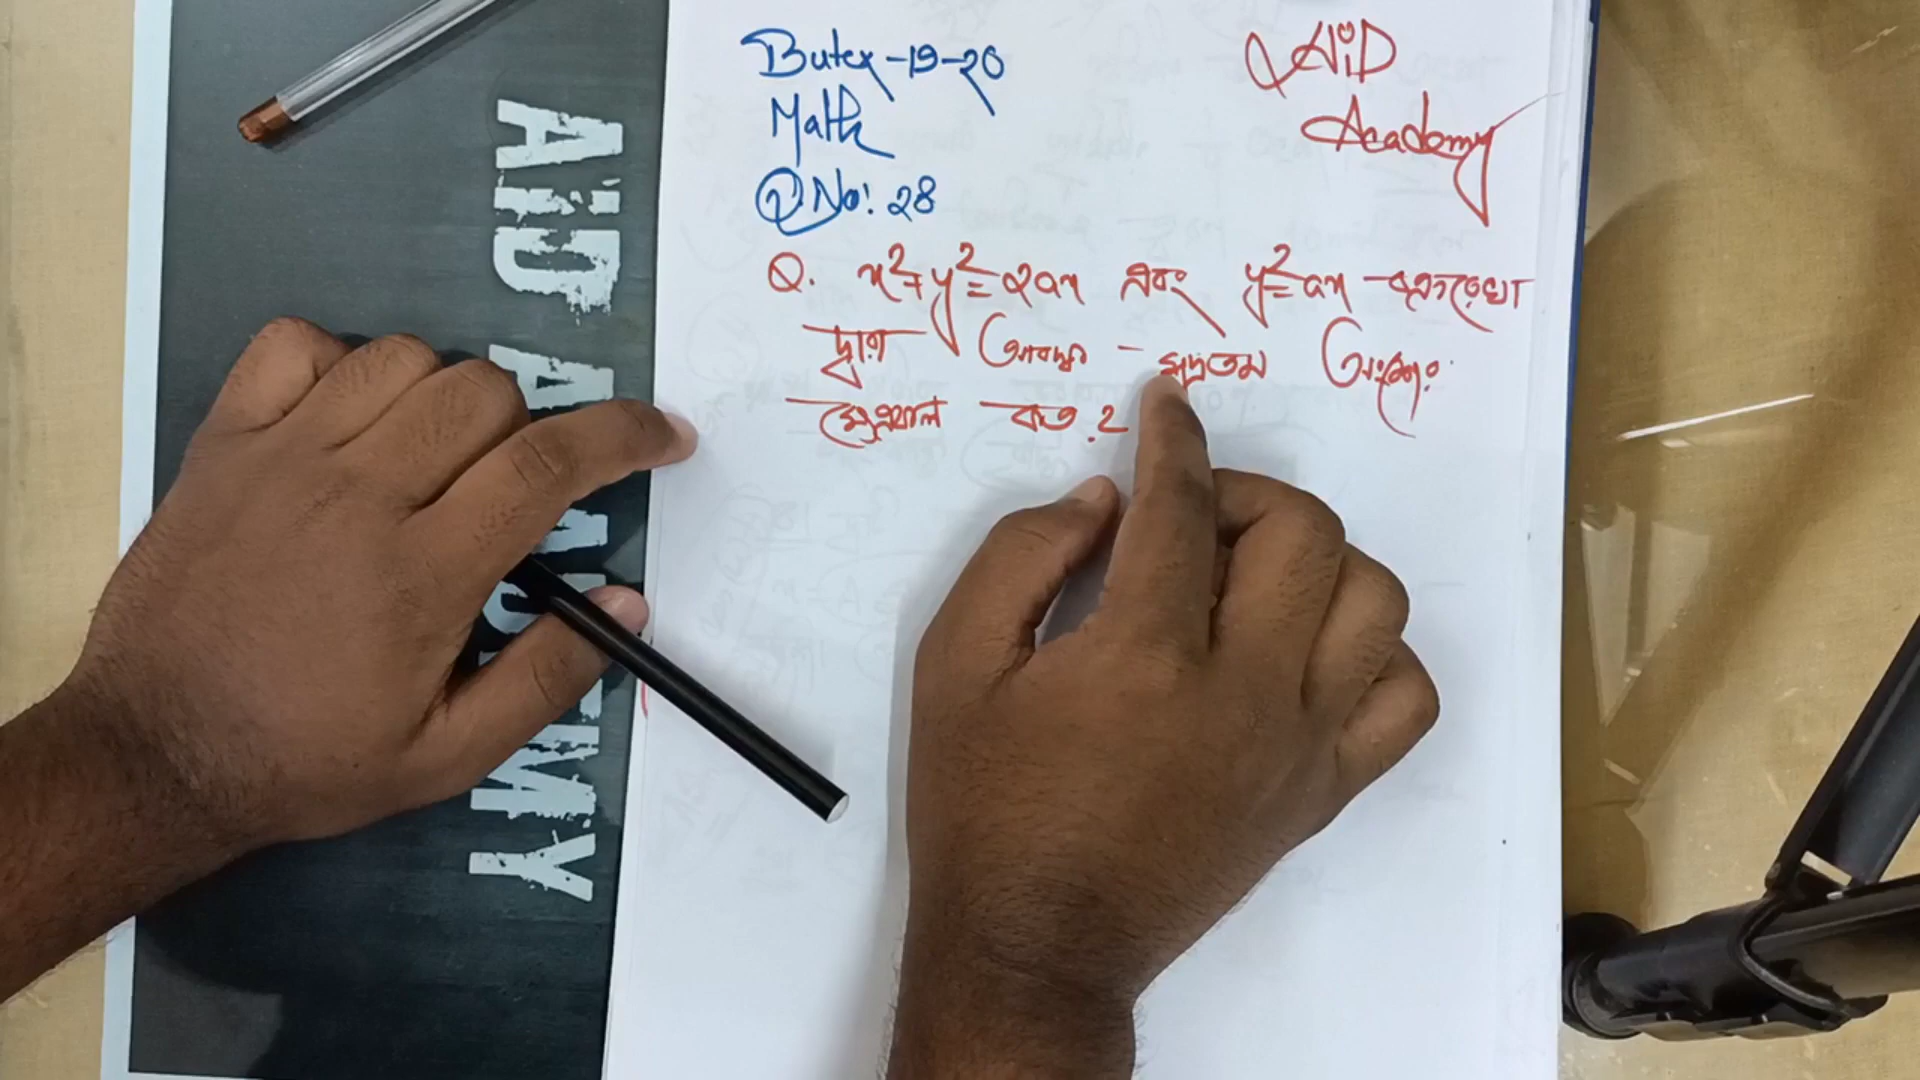 Butex-19-20
Math
Q No: 28
AiD
Academy
Q. x²+y²=2ax এবং y²=ax বক্ররেখা
দ্বারা আবদ্ধ ক্ষুদ্রতম অংশের
ক্ষেত্রফল কত?
AiD ACADEMY